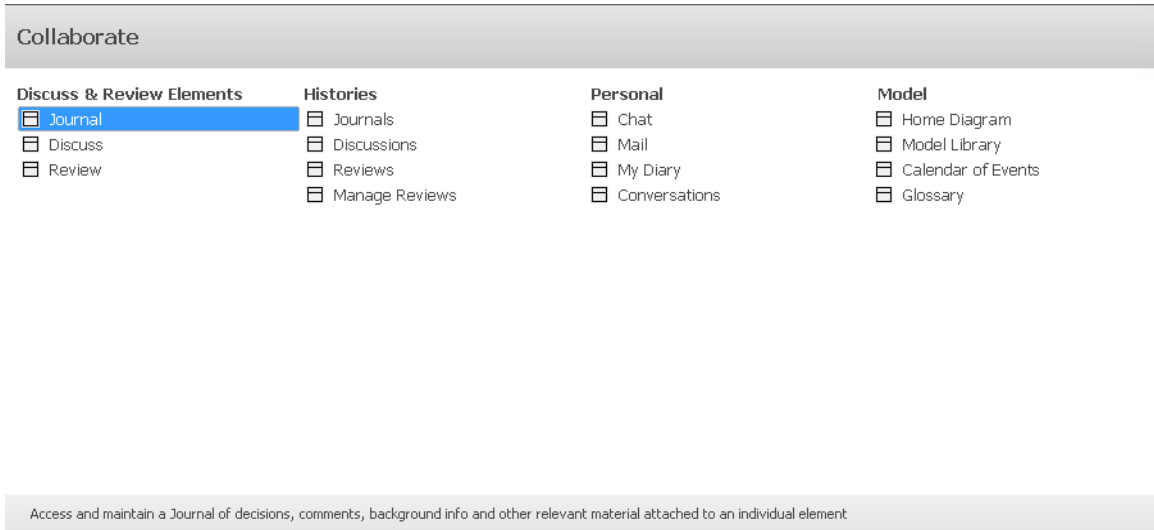 Collaborate
Discuss & Review Elements
Journal
Discuss
Review
Histories
Journals
Discussions
Reviews
Manage Reviews
Personal
Chat
Mail
My Diary
Conversations
Model
Home Diagram
Model Library
Calendar of Events
Glossary
Access and maintain a Journal of decisions, comments, background info and other relevant material attached to an individual element